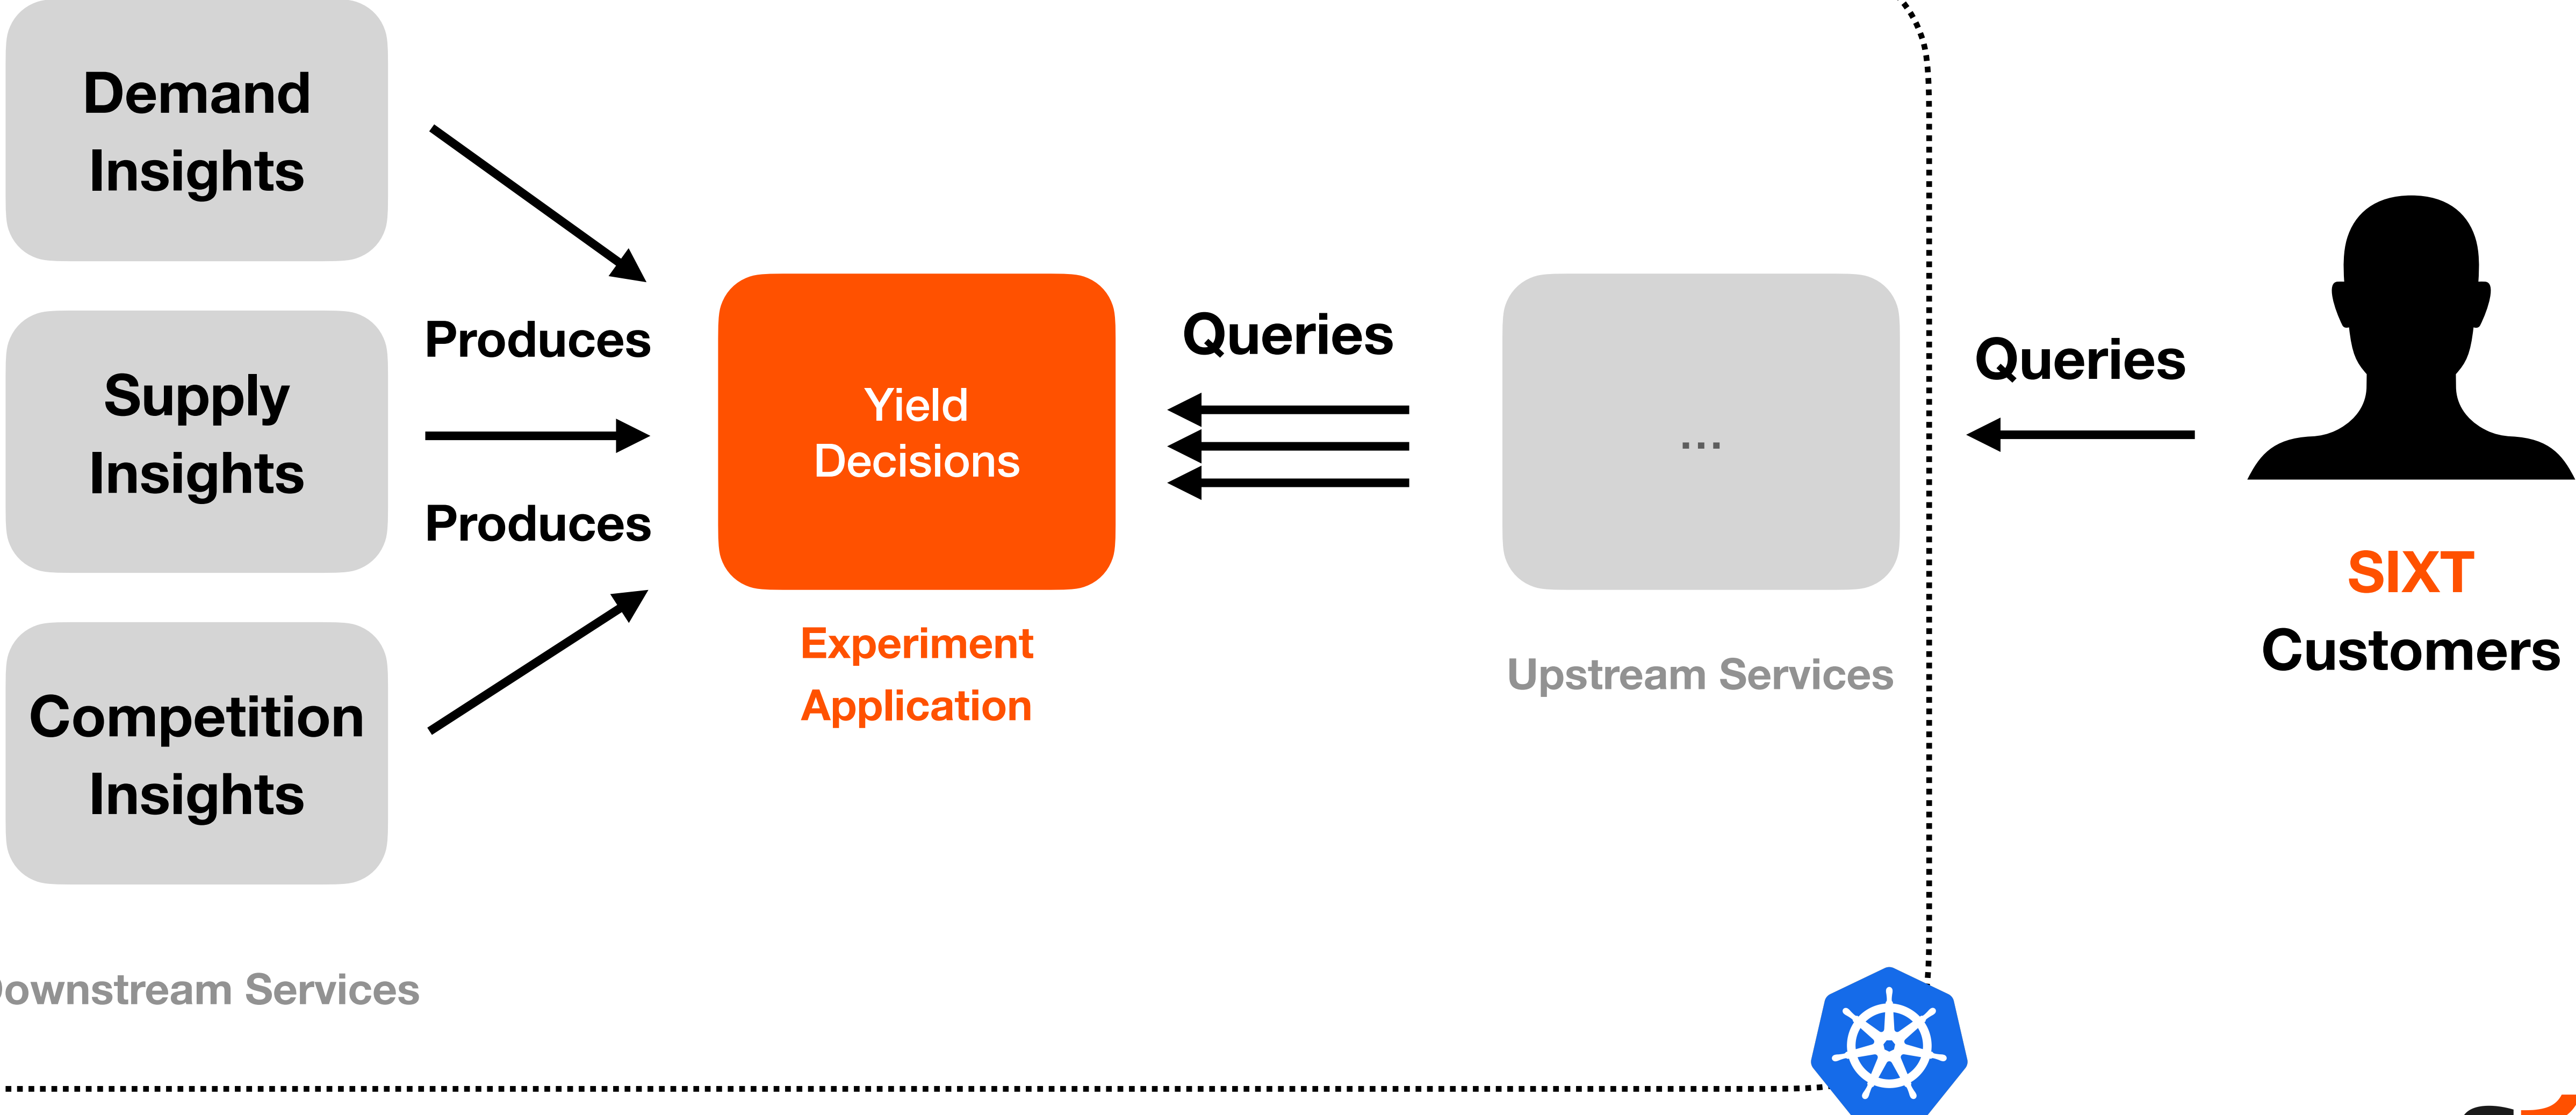 Demand
Insights
Supply
Insights
Competition
Insights
Downstream Services
Produces
Produces
Yield
Decisions
Experiment
Application
Queries
...
Upstream Services
Queries
SIXT
Customers